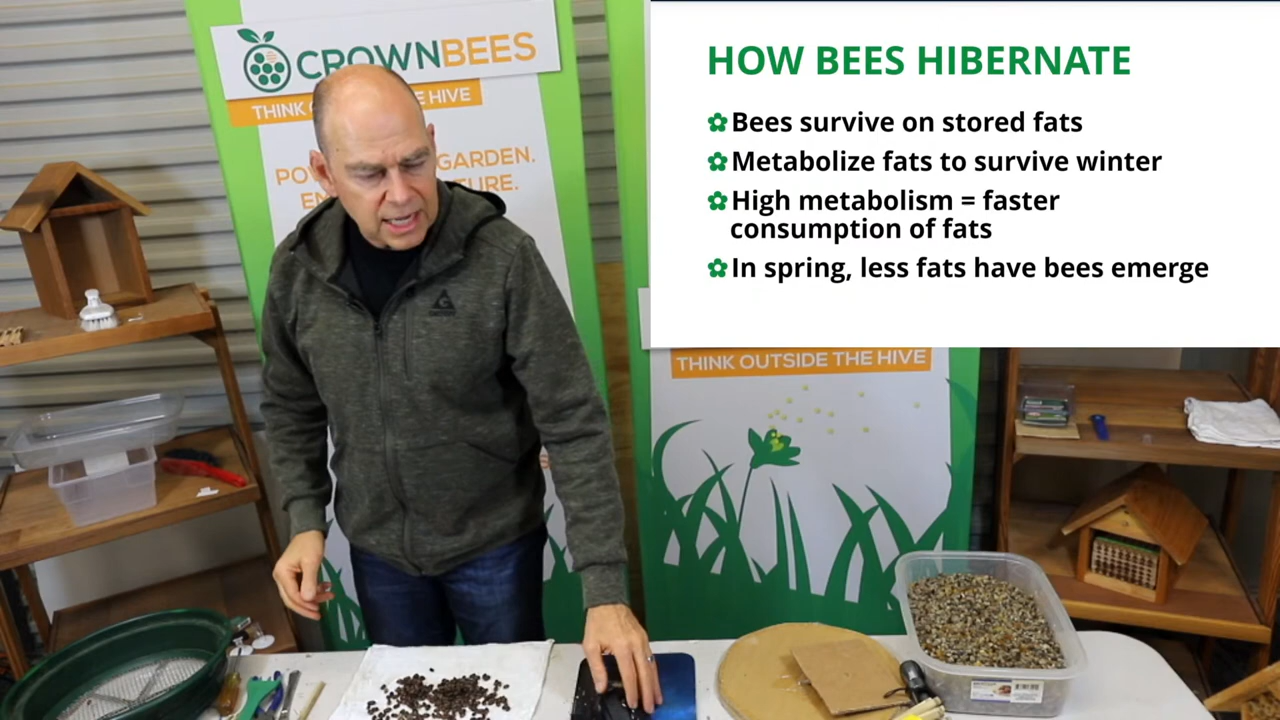 CROWNBEES
THINK E HIVE
GARDEN.
TURE.
HOW BEES HIBERNATE
Bees survive on stored fats
Metabolize fats to survive winter
High metabolism = faster
consumption of fats
In spring, less fats have bees emerge
THINK OUTSIDE THE HIVE